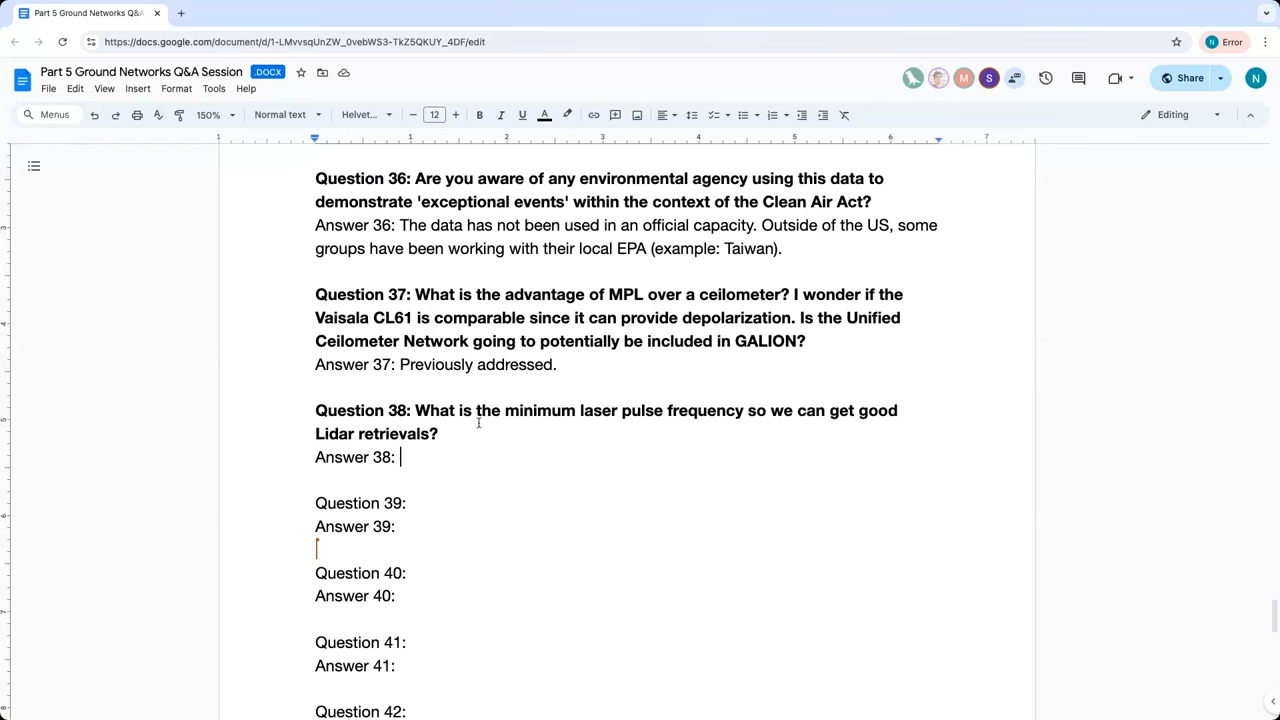 Part 5 Ground Networks Q&A
https://docs.google.com/document/d/1-LMvvsqUnZW_0vebWS3-TkZ5QKUY_4DF/edit
N Error
Part 5 Ground Networks Q&A Session .DOCX
M S Share N
File Edit View Insert Format Tools Help
Menus 150% Normal text Helvet... 12 B I U A Editing
1 1 2 3 4 5 6 7
Question 36: Are you aware of any environmental agency using this data to
demonstrate 'exceptional events' within the context of the Clean Air Act?
Answer 36: The data has not been used in an official capacity. Outside of the US, some
groups have been working with their local EPA (example: Taiwan).
Question 37: What is the advantage of MPL over a ceilometer? I wonder if the
Vaisala CL61 is comparable since it can provide depolarization. Is the Unified
Ceilometer Network going to potentially be included in GALION?
Answer 37: Previously addressed.
Question 38: What is the minimum laser pulse frequency so we can get good
Lidar retrievals?
Answer 38:
Question 39:
Answer 39:
Question 40:
Answer 40:
Question 41:
Answer 41:
Question 42: